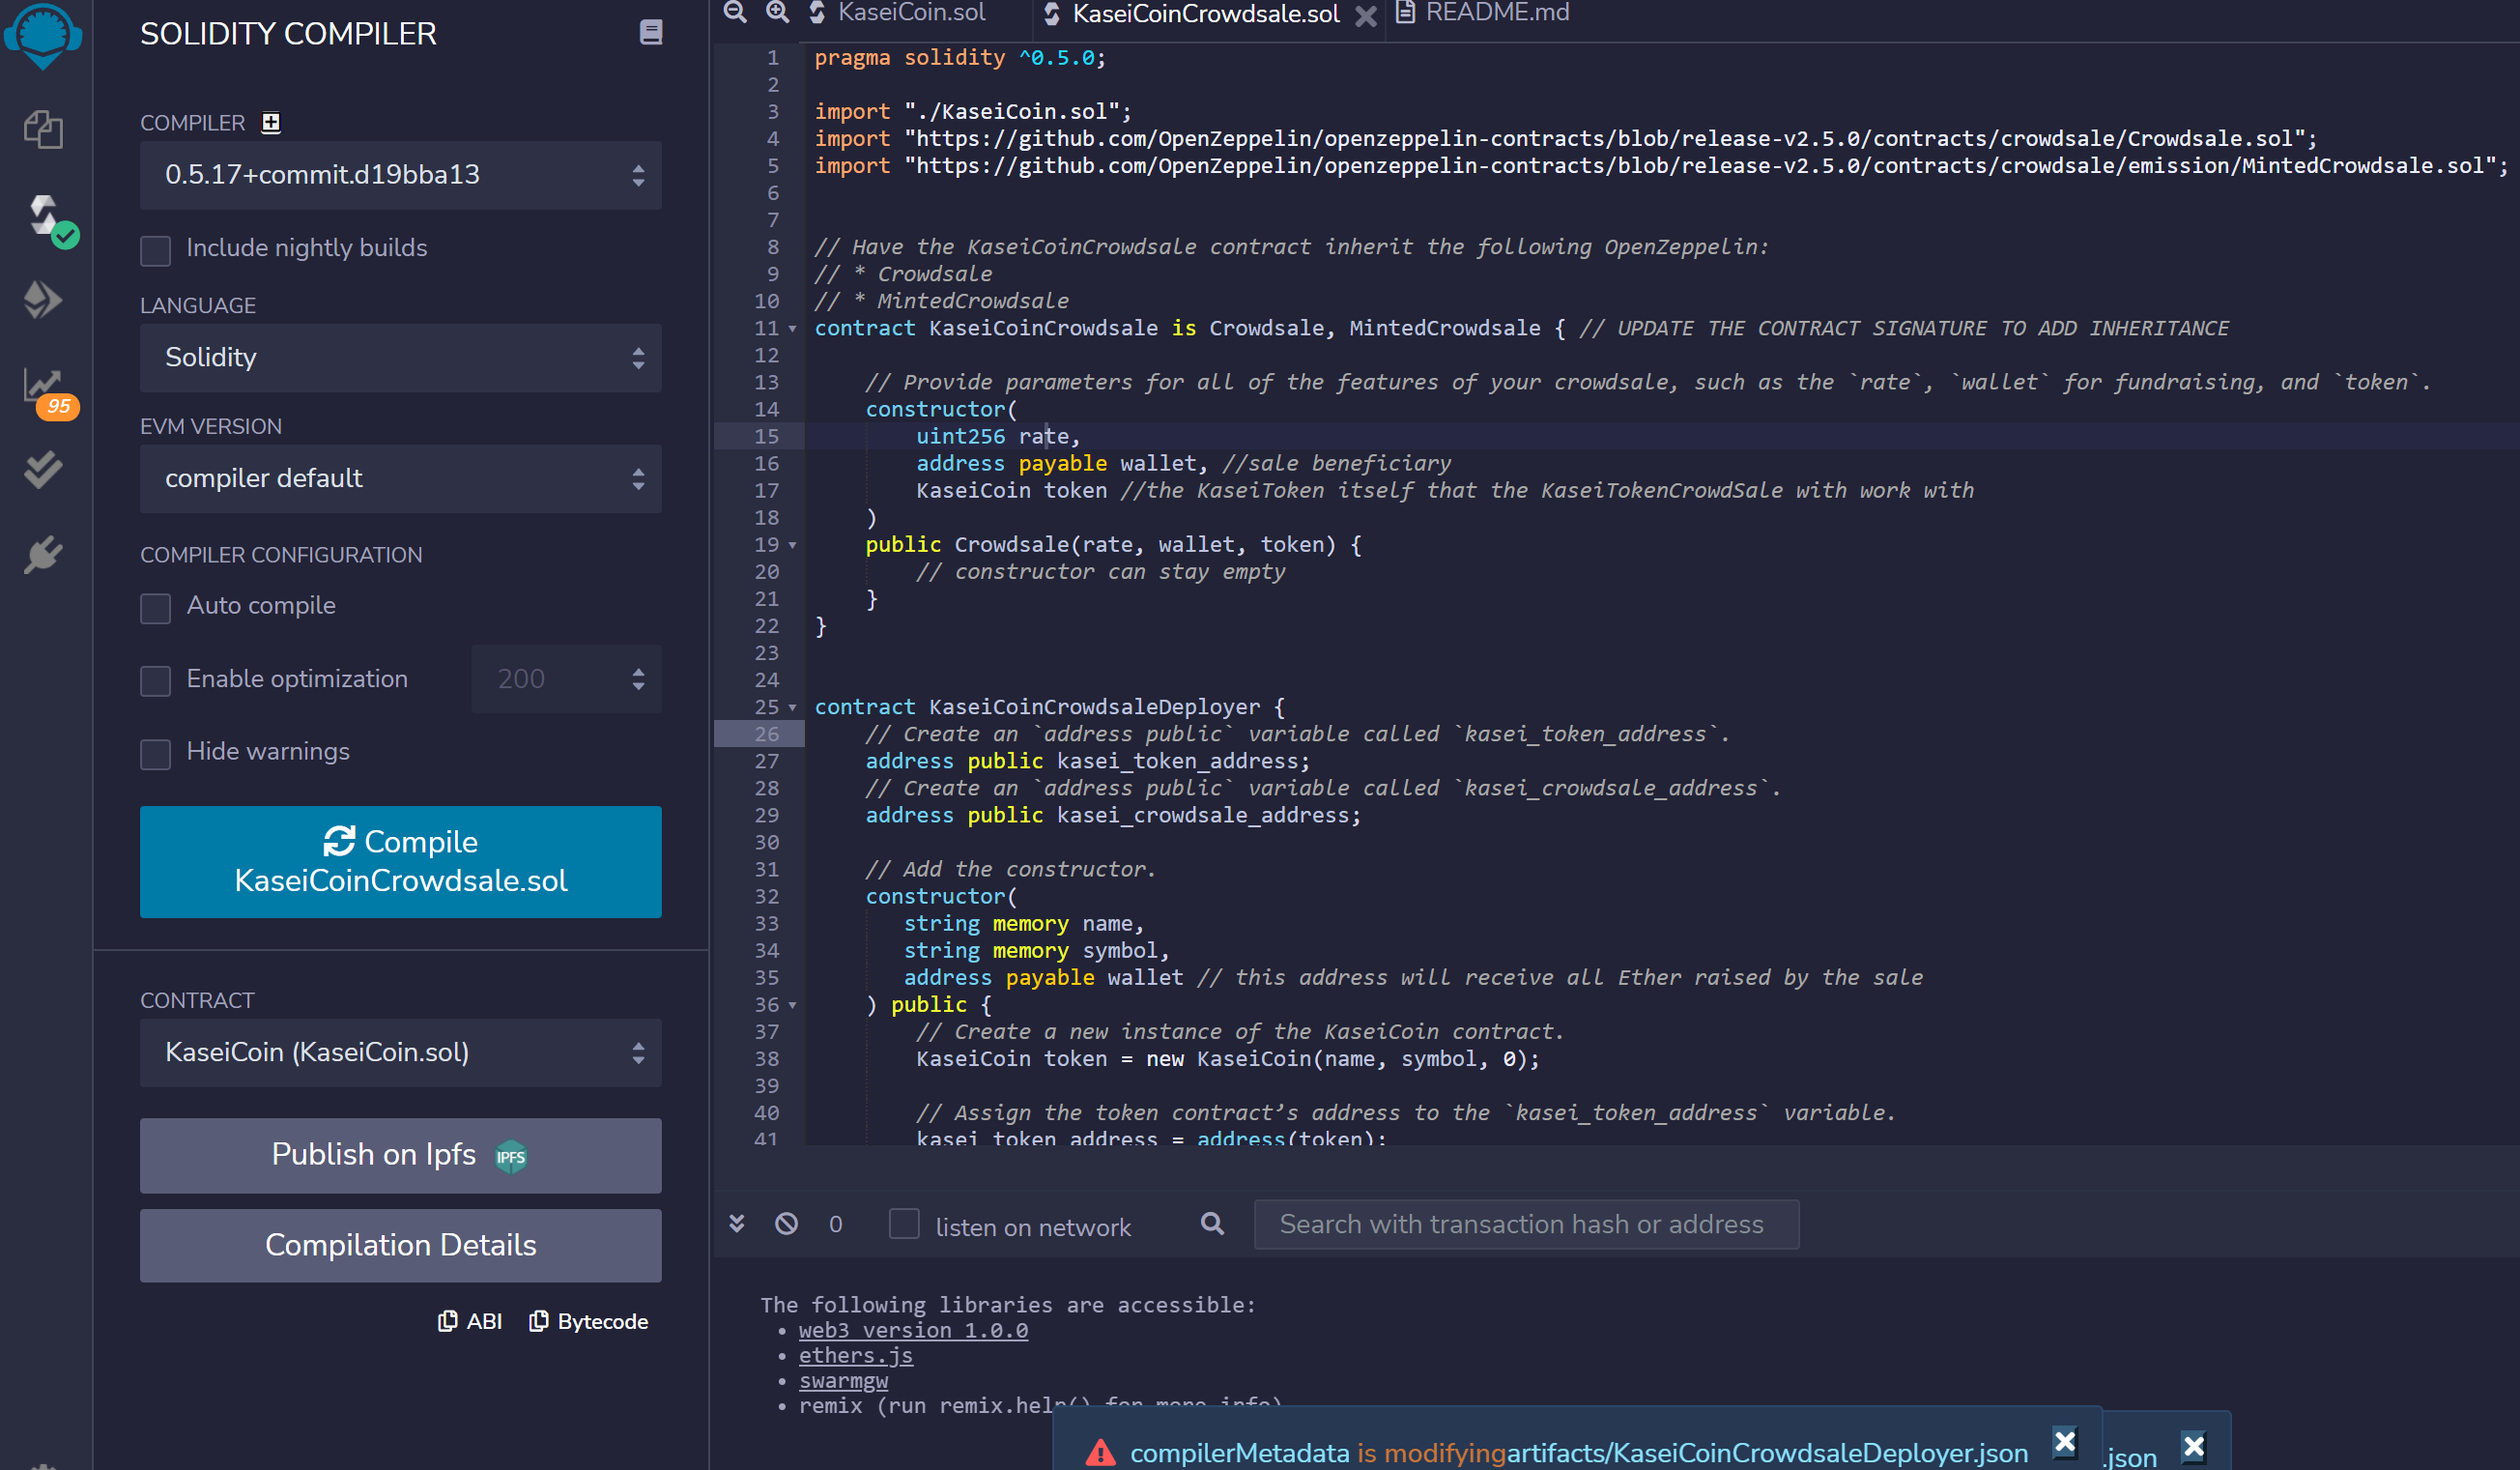 SOLIDITY COMPILER
COMPILER
0.5.17+commit.d19bba13
Include nightly builds
LANGUAGE
Solidity
EVM VERSION
compiler default
COMPILER CONFIGURATION
Auto compile
Enable optimization
200
Hide warnings
Compile
KaseiCoinCrowdsale.sol
CONTRACT
KaseiCoin (KaseiCoin.sol)
Publish on Ipfs IPFS
Compilation Details
ABI Bytecode
95
KaseiCoin.sol KaseiCoinCrowdsale.sol README.md
1 pragma solidity ^0.5.0;
2
3 import "./KaseiCoin.sol";
4 import "https://github.com/OpenZeppelin/openzeppelin-contracts/blob/release-v2.5.0/contracts/crowdsale/Crowdsale.sol";
5 import "https://github.com/OpenZeppelin/openzeppelin-contracts/blob/release-v2.5.0/contracts/crowdsale/emission/MintedCrowdsale.sol";
6
7
8 // Have the KaseiCoinCrowdsale contract inherit the following OpenZeppelin:
9 // * Crowdsale
10 // * MintedCrowdsale
11 contract KaseiCoinCrowdsale is Crowdsale, MintedCrowdsale { // UPDATE THE CONTRACT SIGNATURE TO ADD INHERITANCE
12
13 // Provide parameters for all of the features of your crowdsale, such as the `rate`, `wallet` for fundraising, and `token`.
14 constructor(
15 uint256 rate,
16 address payable wallet, //sale beneficiary
17 KaseiCoin token //the KaseiToken itself that the KaseiTokenCrowdSale with work with
18 )
19 public Crowdsale(rate, wallet, token) {
20 // constructor can stay empty
21 }
22 }
23
24
25 contract KaseiCoinCrowdsaleDeployer {
26 // Create an `address public` variable called `kasei_token_address`.
27 address public kasei_token_address;
28 // Create an `address public` variable called `kasei_crowdsale_address`.
29 address public kasei_crowdsale_address;
30
31 // Add the constructor.
32 constructor(
33 string memory name,
34 string memory symbol,
35 address payable wallet // this address will receive all Ether raised by the sale
36 ) public {
37 // Create a new instance of the KaseiCoin contract.
38 KaseiCoin token = new KaseiCoin(name, symbol, 0);
39
40 // Assign the token contract’s address to the `kasei_token_address` variable.
41 kasei_token_address = address(token);
0 listen on network Search with transaction hash or address
The following libraries are accessible:
• web3 version 1.0.0
• ethers.js
• swarmgw
• remix (run remix.help() for more info)
compilerMetadata is modifyingartifacts/KaseiCoinCrowdsaleDeployer.json
.json